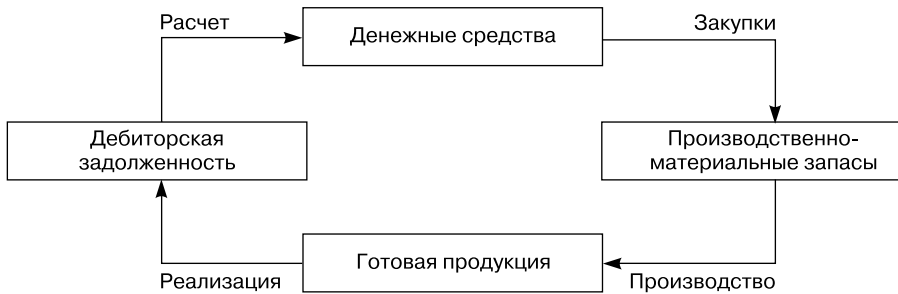 Расчет
Денежные средства
Закупки
Дебиторская
задолженность
Производственно-
материальные запасы
Реализация
Готовая продукция
Производство